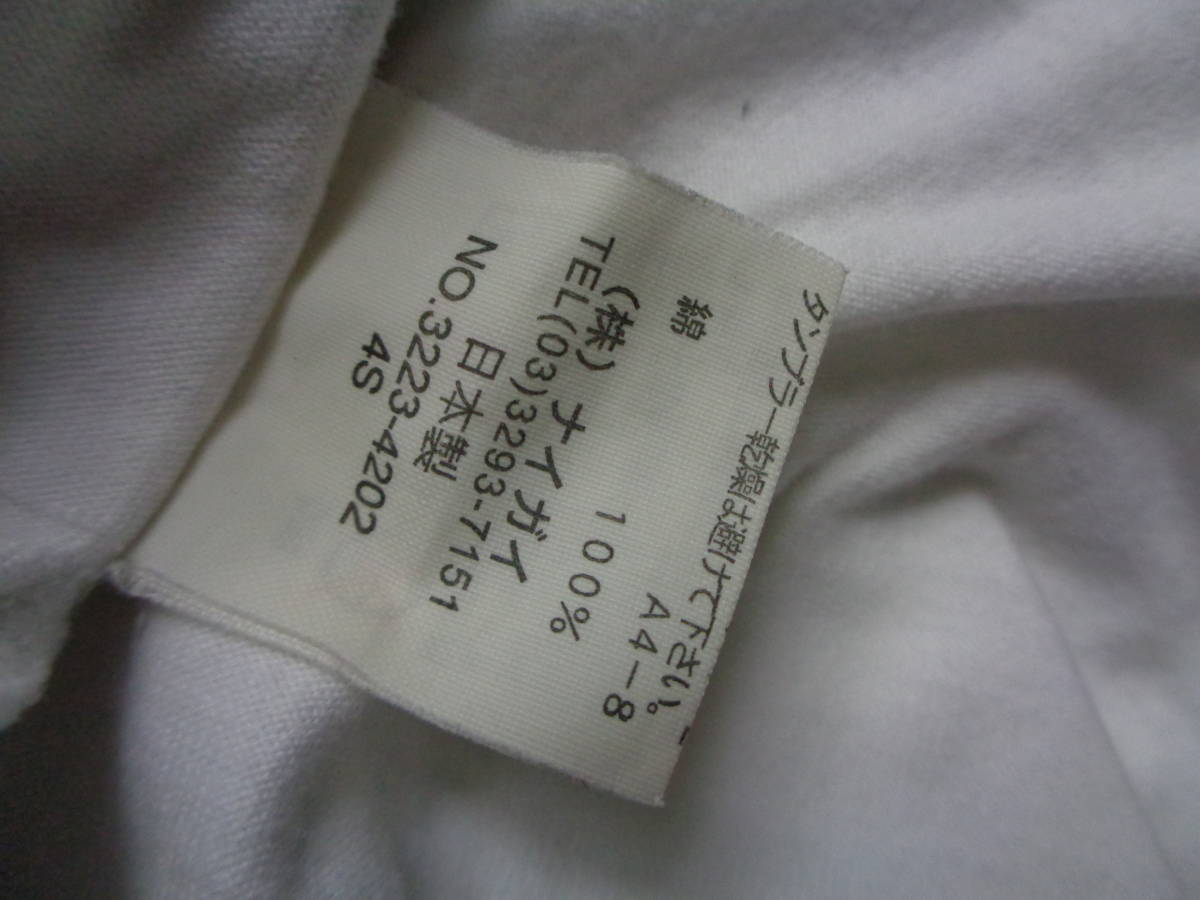 タンブラー乾燥は避けて下さい。
A4-8
綿 100%
(株) ナイガイ
TEL(03)3293-7151
日本製
NO.3223-4202
4S